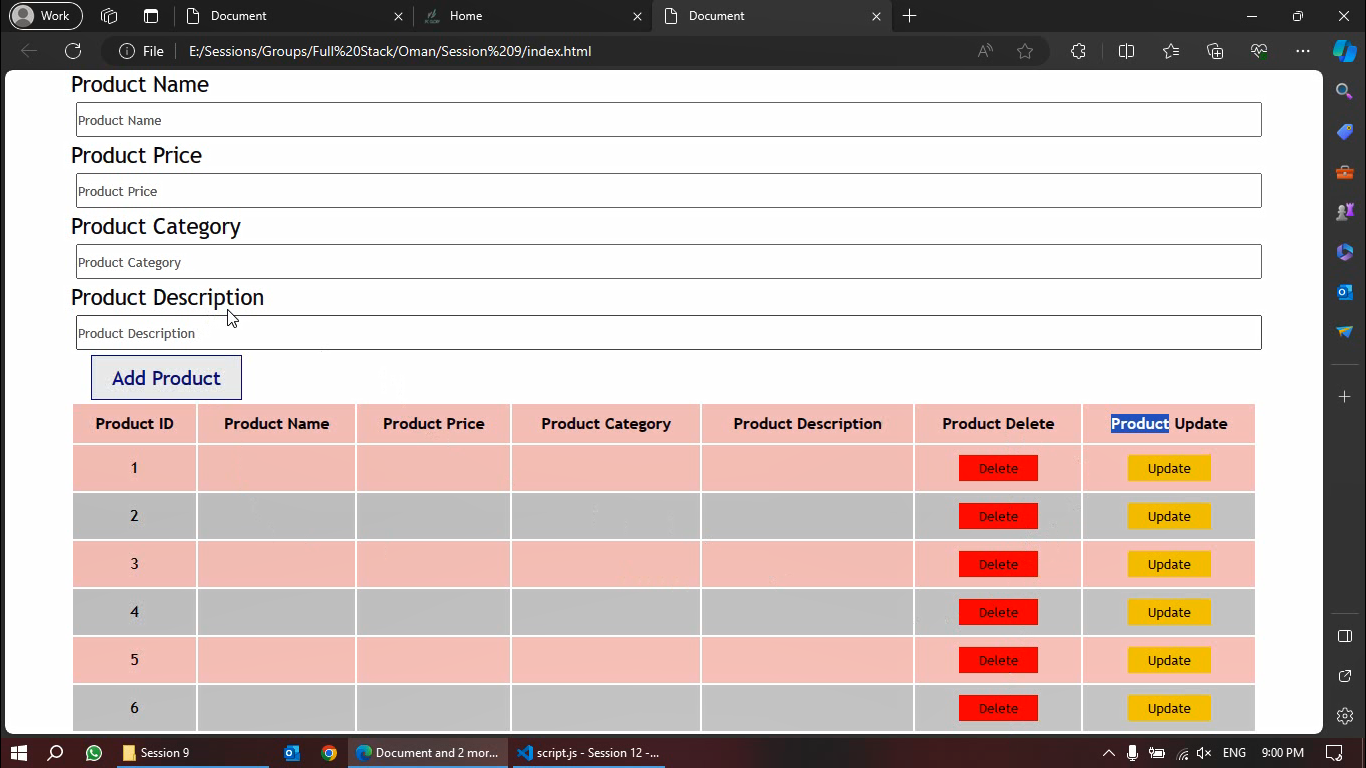 Work
Document
Home
Document
File
E:/Sessions/Groups/Full%20Stack/Oman/Session%209/index.html
Product Name
Product Name
Product Price
Product Price
Product Category
Product Category
Product Description
Product Description
Add Product
Product ID Product Name Product Price Product Category Product Description Product Delete Product Update
1 Delete Update
2 Delete Update
3 Delete Update
4 Delete Update
5 Delete Update
6 Delete Update
Session 9
Document and 2 mor...
script.js - Session 12 -...
ENG
9:00 PM